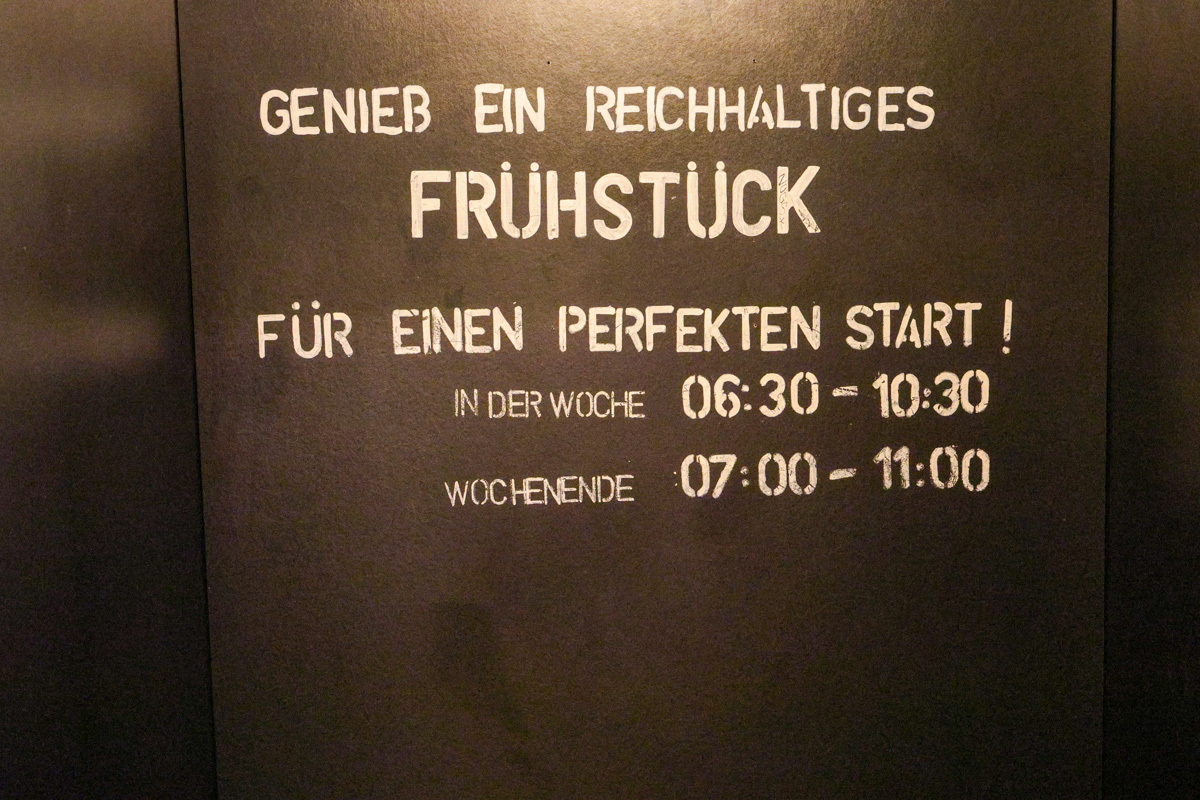 GENIEß EIN REICHHALTIGES
FRÜHSTÜCK
FÜR EINEN PERFEKTEN START !
IN DER WOCHE 06:30 - 10:30
WOCHENENDE 07:00 - 11:00